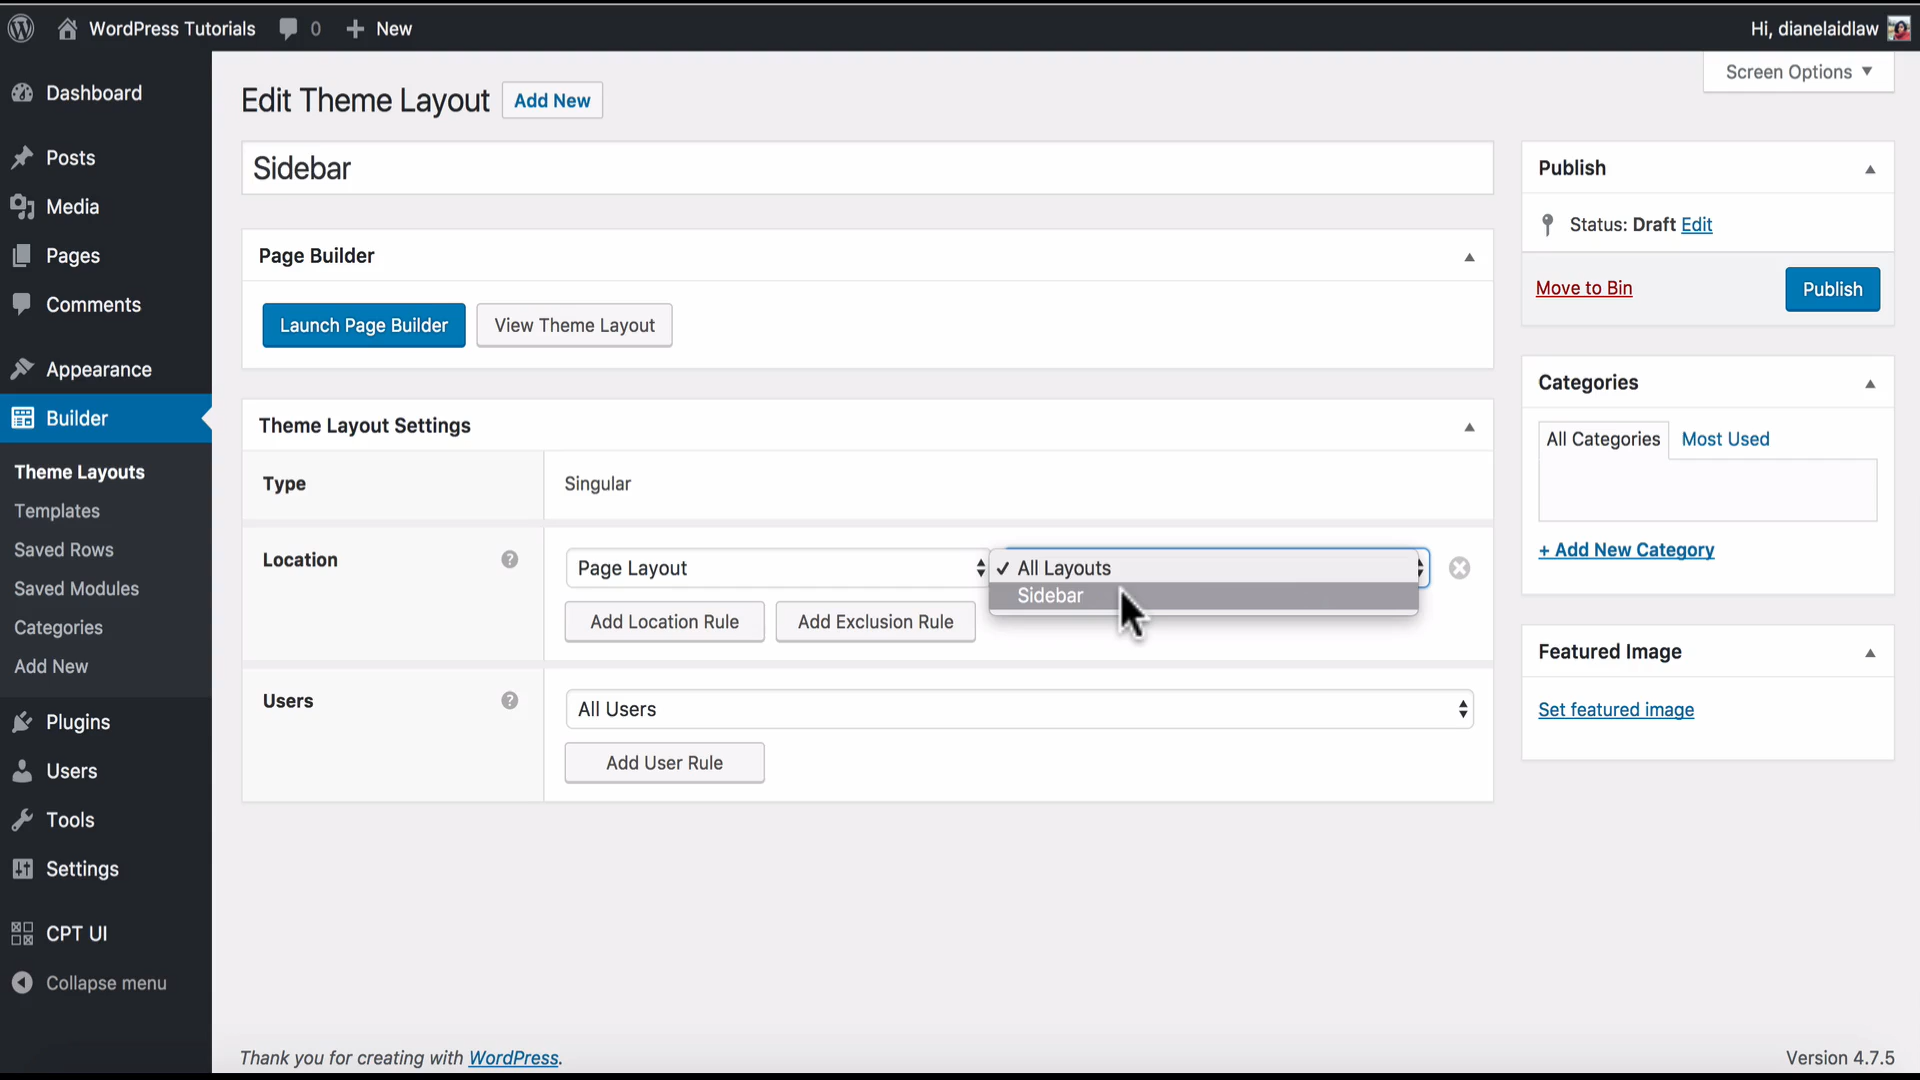 WordPress Tutorials 0 New
Hi, dianelaidlaw
Screen Options
Dashboard
Posts
Media
Pages
Comments
Appearance
Builder
Theme Layouts
Templates
Saved Rows
Saved Modules
Categories
Add New
Plugins
Users
Tools
Settings
CPT UI
Collapse menu
Edit Theme Layout Add New
Sidebar
Page Builder
Launch Page Builder View Theme Layout
Theme Layout Settings
Type Singular
Location ? Page Layout All Layouts
Sidebar
Add Location Rule Add Exclusion Rule
Users ? All Users
Add User Rule
Publish
Status: Draft Edit
Move to Bin Publish
Categories
All Categories Most Used
+ Add New Category
Featured Image
Set featured image
Thank you for creating with WordPress.
Version 4.7.5